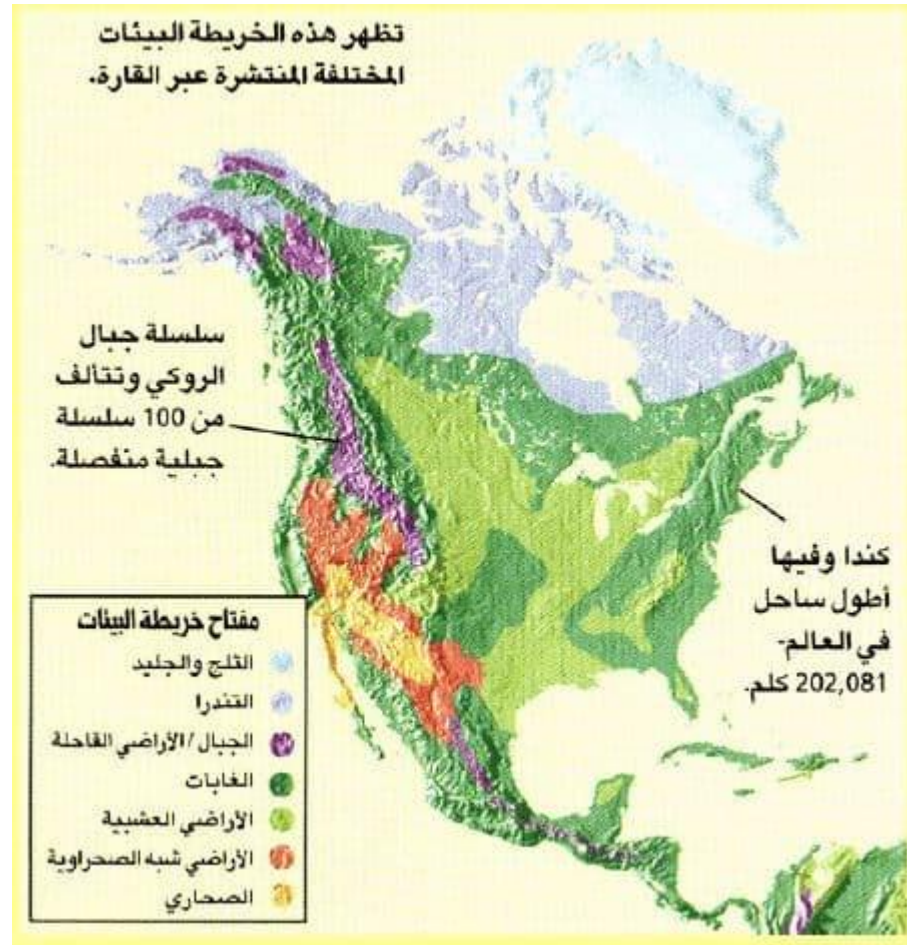 تظهر هذه الخريطة البيئات
المختلفة المنتشرة عبر القارة.
سلسلة جبال
الروكي وتتألف
من 100 سلسلة
جبلية منفصلة.
كندا وفيها
أطول ساحل
في العالم-
202,081 كلم.
مفتاح خريطة البيئات
الثلج والجليد
التندرا
الجبال/الأراضي القاحلة
الغابات
الأراضي العشبية
الأراضي شبه الصحراوية
الصحاري